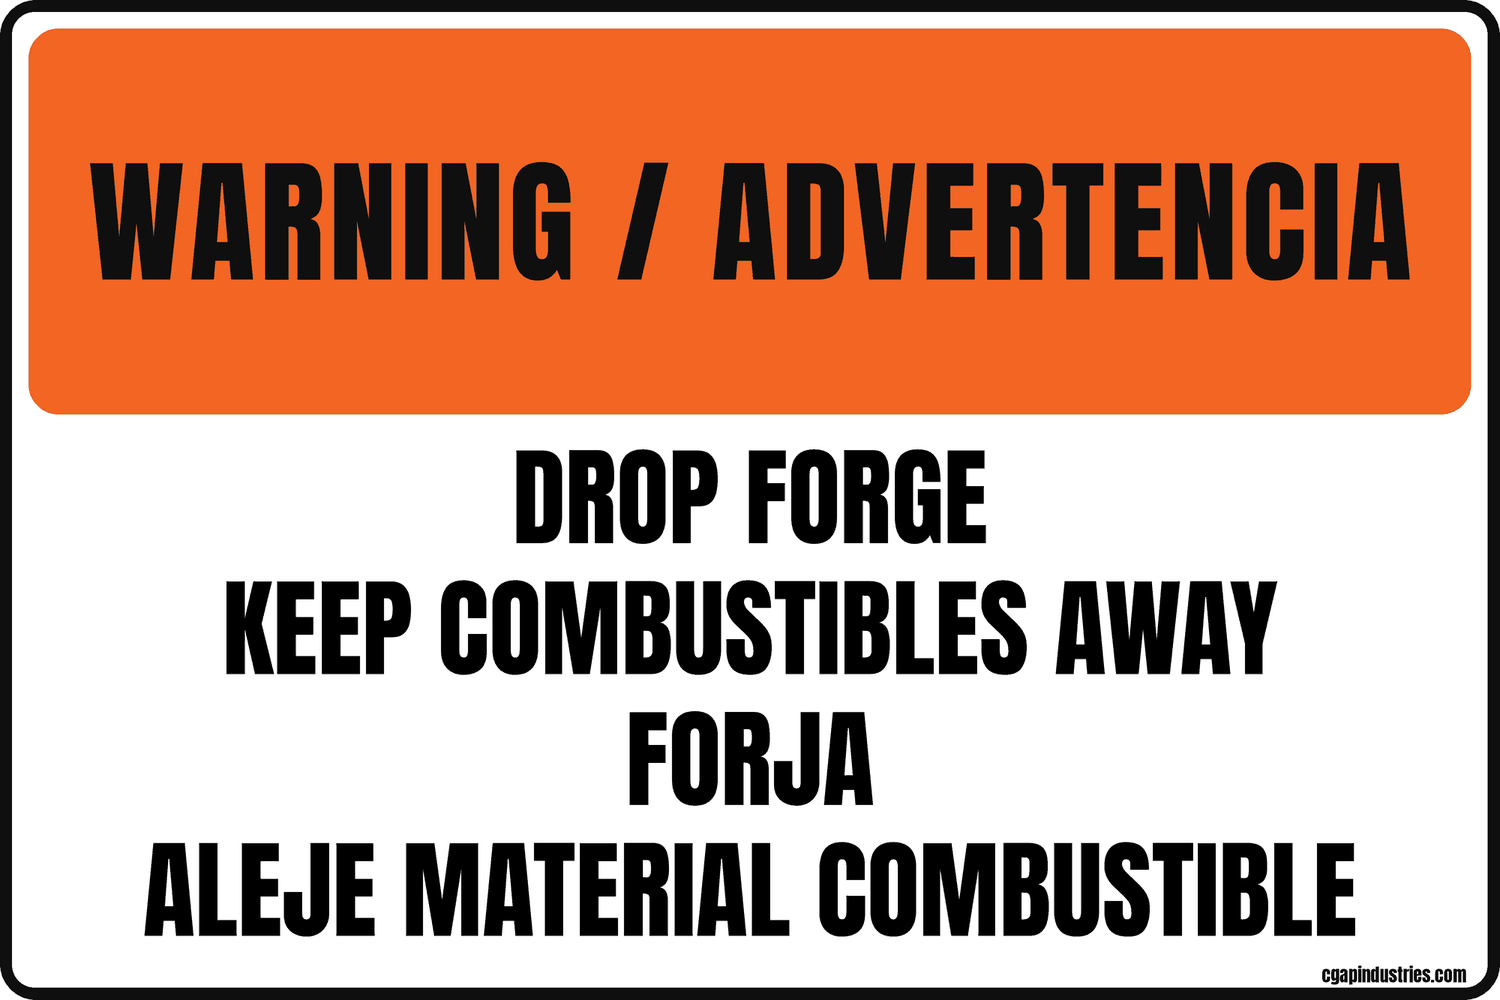 WARNING / ADVERTENCIA
DROP FORGE
KEEP COMBUSTIBLES AWAY
FORJA
ALEJE MATERIAL COMBUSTIBLE
cgapindustries.com